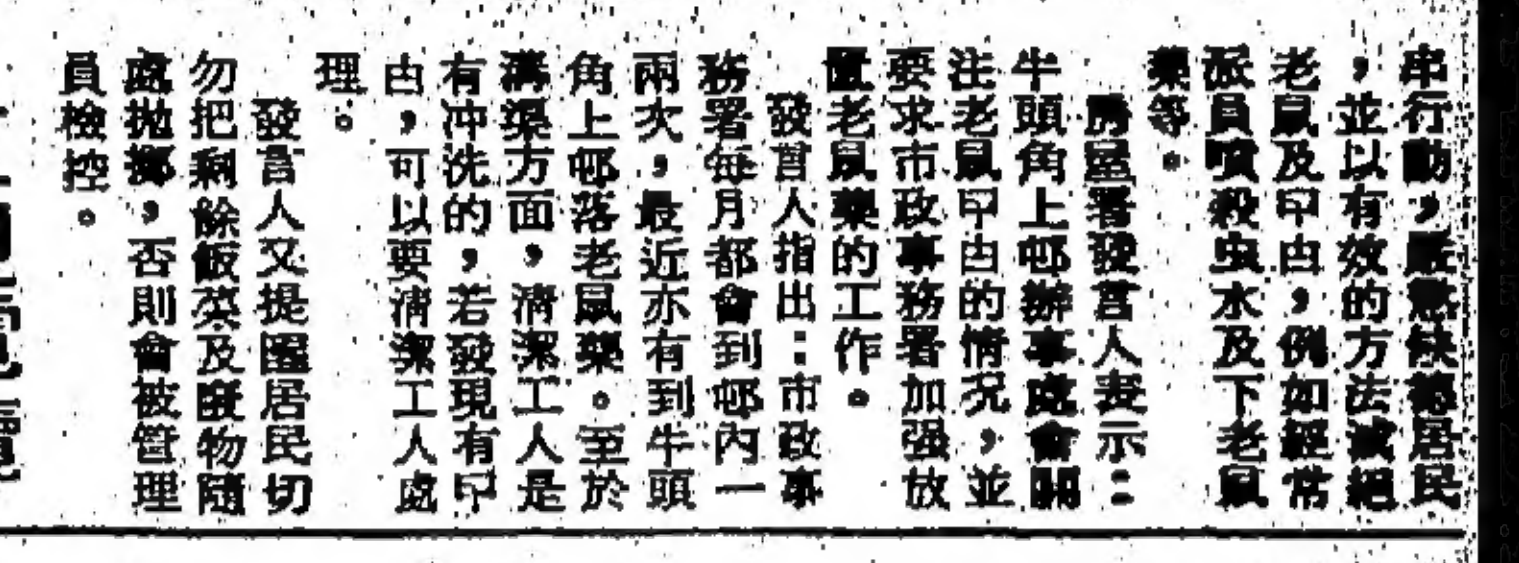 串行動，嚴懲缺德居民
，並以有效的方法滅絕
老鼠及曱甴，例如經常
派員噴殺虫水及下老鼠
藥等。
房屋署發言人表示：
牛頭角上邨辦事處會關
注老鼠曱甴的情況，並
要求市政事務署加强放
置老鼠藥的工作。
發言人指出：市政事
務署每月都會到邨內一
兩次，最近亦有到牛頭
角上邨落老鼠藥。至於
溝渠方面，清潔工人是
有冲洗的，若發現有曱
甴，可以要清潔工人處
理。
發言人又提醒居民切
勿把剩餘飯菜及廢物隨
處拋擲，否則會被管理
員檢控。